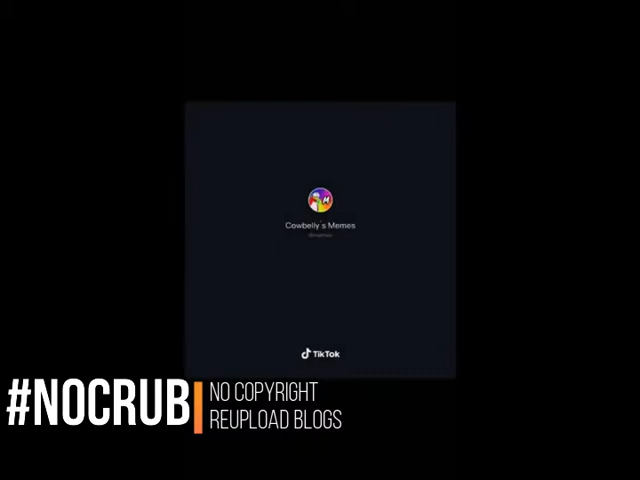 Cowbelly's Memes
TikTok
#NOCRUB
NO COPYRIGHT
REUPLOAD BLOGS